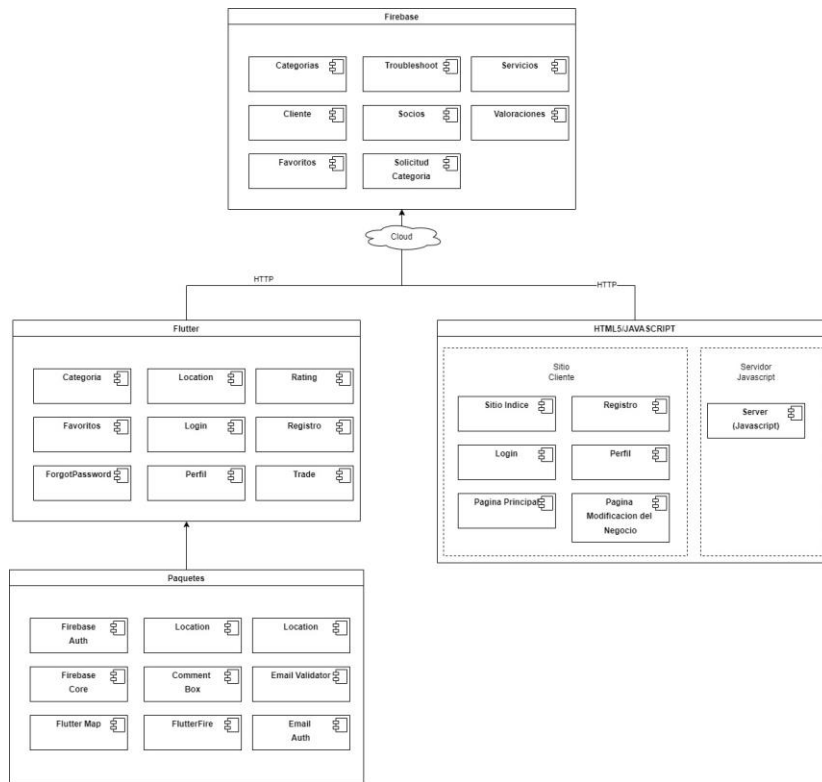 Firebase
Categorias
Troubleshoot
Servicios
Cliente
Socios
Valoraciones
Favoritos
Solicitud
Categoria
Cloud
HTTP
HTTP
Flutter
Categoria
Location
Rating
Favoritos
Login
Registro
ForgotPassword
Perfil
Trade
HTML5/JAVASCRIPT
Sitio
Cliente
Sitio Indice
Registro
Login
Perfil
Pagina Principal
Pagina
Modificacion del
Negocio
Servidor
Javascript
Server
(Javascript)
Paquetes
Firebase
Auth
Location
Location
Firebase
Core
Comment
Box
Email Validator
Flutter Map
FlutterFire
Email
Auth